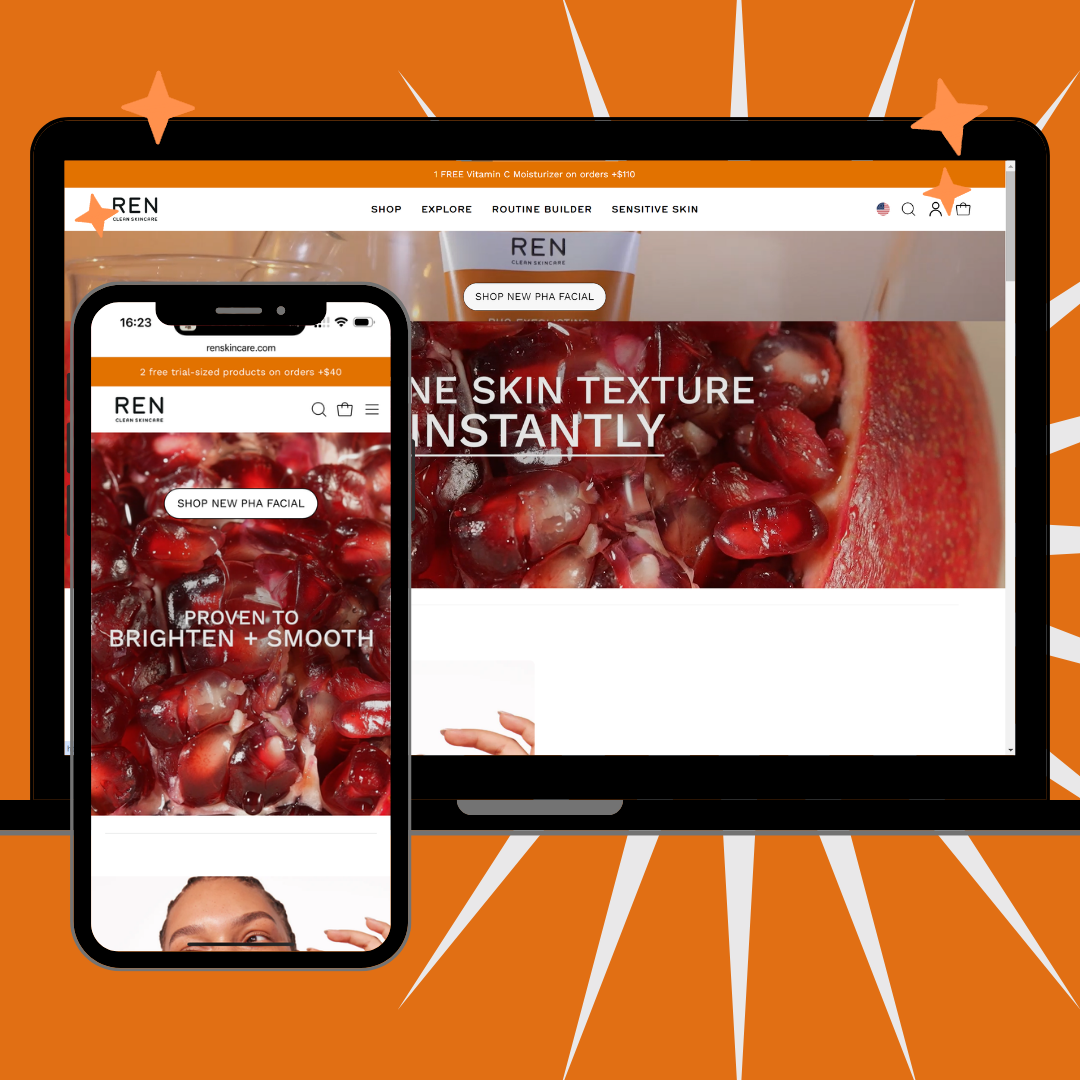 1 FREE Vitamin C Moisturizer on orders +$110
REN
CLEAN SKINCARE
SHOP EXPLORE ROUTINE BUILDER SENSITIVE SKIN
REN
CLEAN SKINCARE
SHOP NEW PHA FACIAL
NE SKIN TEXTURE
INSTANTLY
16:23
renskincare.com
2 free trial-sized products on orders +$40
REN
CLEAN SKINCARE
SHOP NEW PHA FACIAL
PROVEN TO
BRIGHTEN + SMOOTH